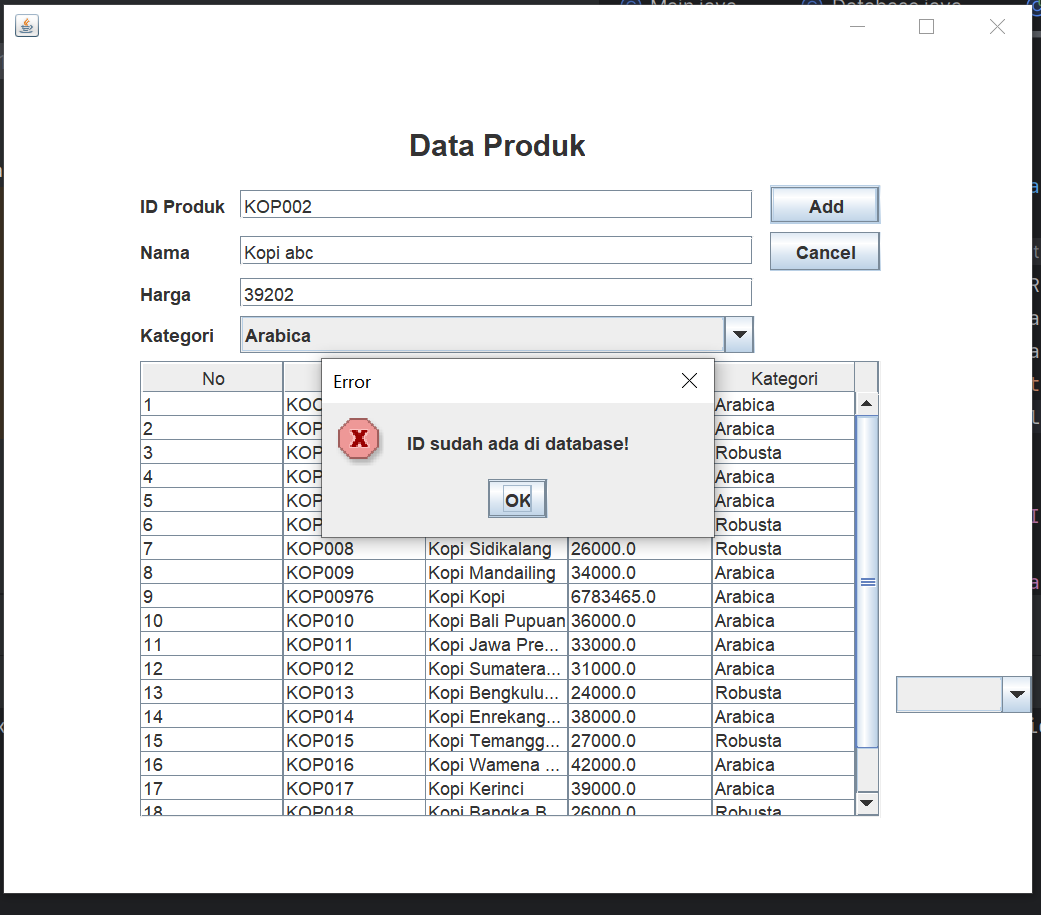 Data Produk
ID Produk KOP002 Add
Nama Kopi abc Cancel
Harga 39202
Kategori Arabica
No Kategori
Error
ID sudah ada di database!
OK
1 Arabica
2 KOP Arabica
3 KOP Robusta
4 KOP Arabica
5 KOP Arabica
6 KOP Robusta
7 KOP008 Kopi Sidikalang 26000.0 Robusta
8 KOP009 Kopi Mandailing 34000.0 Arabica
9 KOP00976 Kopi Kopi 6783465.0 Arabica
10 KOP010 Kopi Bali Pupuan 36000.0 Arabica
11 KOP011 Kopi Jawa Pre... 33000.0 Arabica
12 KOP012 Kopi Sumatera... 31000.0 Arabica
13 KOP013 Kopi Bengkulu... 24000.0 Robusta
14 KOP014 Kopi Enrekang... 38000.0 Arabica
15 KOP015 Kopi Temangg... 27000.0 Robusta
16 KOP016 Kopi Wamena ... 42000.0 Arabica
17 KOP017 Kopi Kerinci 39000.0 Arabica
18 KOP018 Kopi Bangka B... 26000.0 Robusta